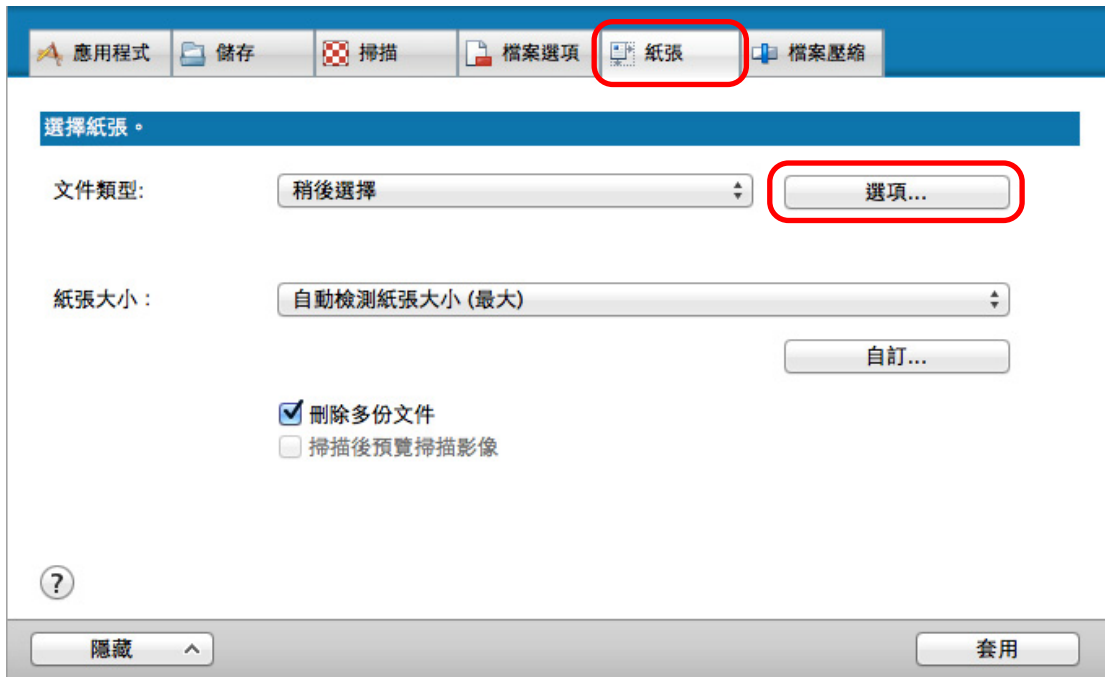 應用程式 儲存 掃描 檔案選項 紙張 檔案壓縮
選擇紙張。
文件類型: 稍後選擇 選項...
紙張大小： 自動檢測紙張大小 (最大)
自訂...
刪除多份文件
掃描後預覽掃描影像
?
隱藏 套用